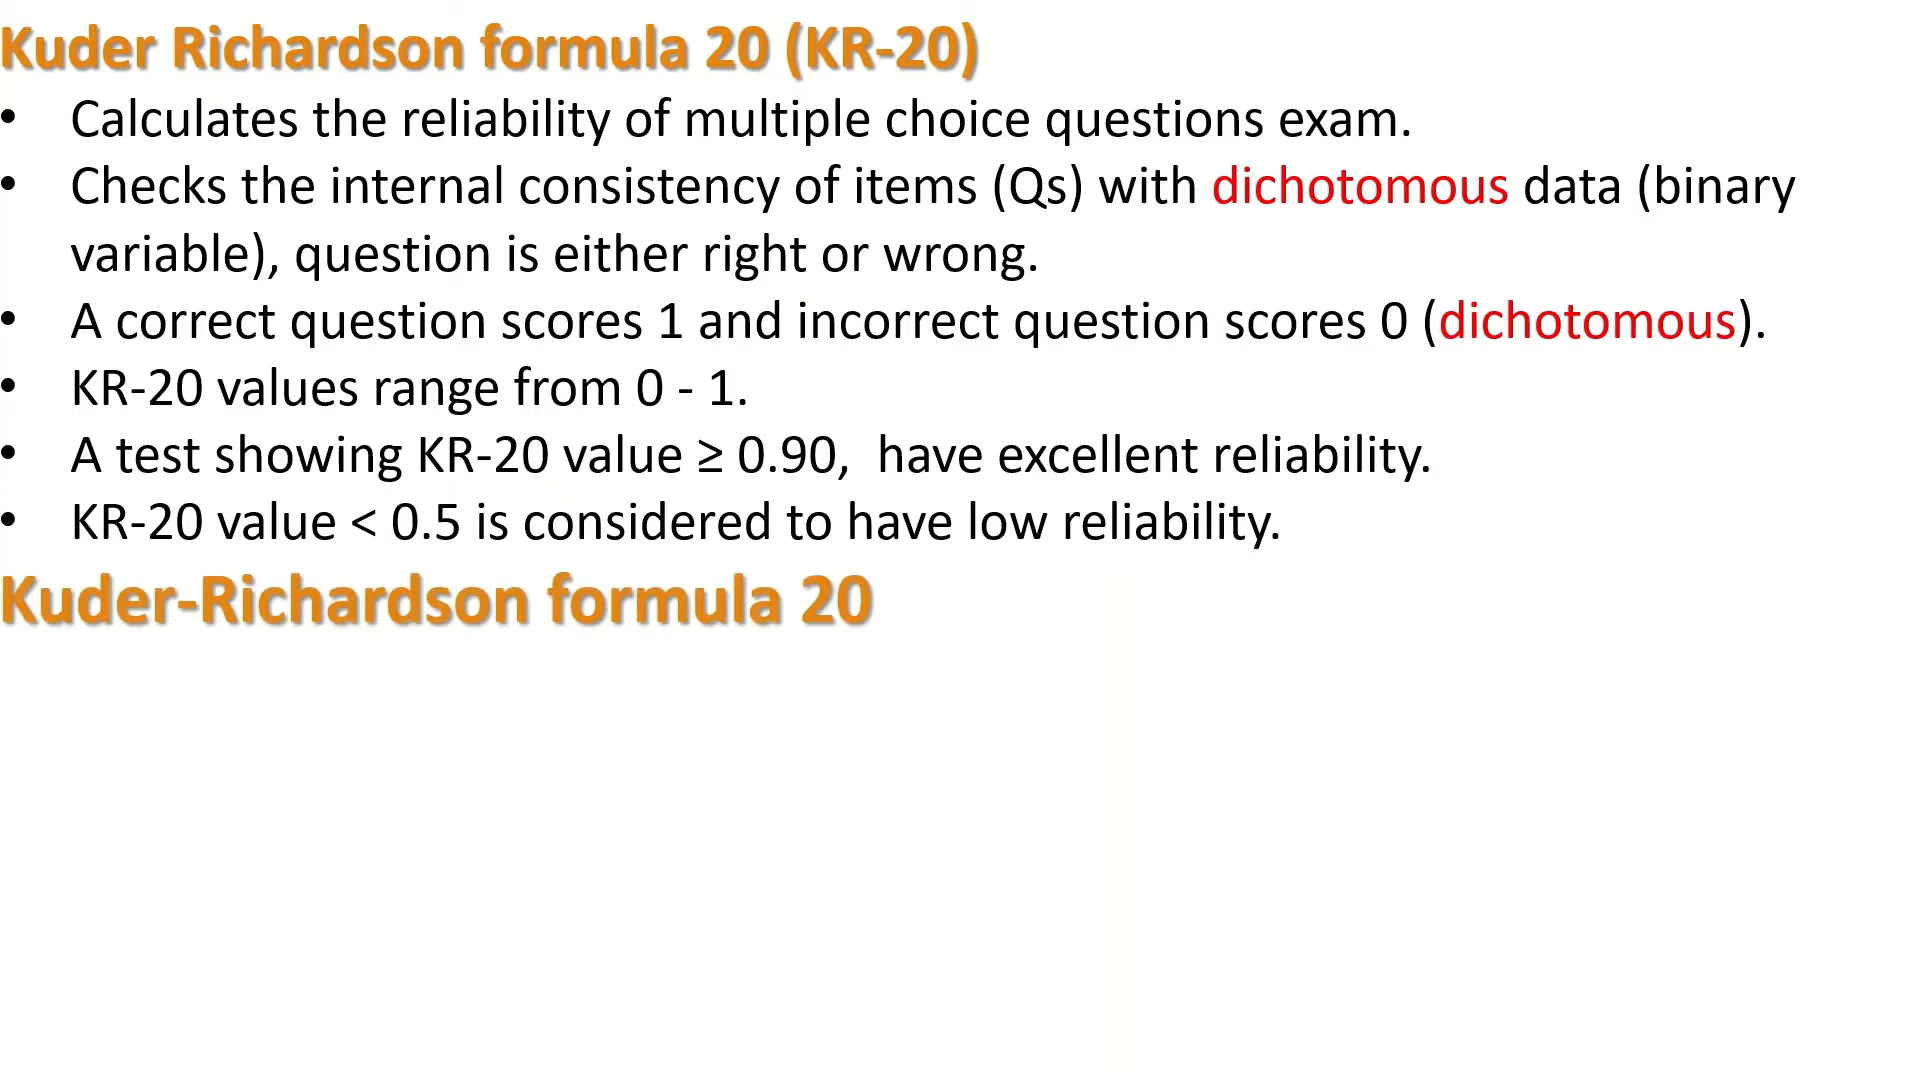 Kuder Richardson formula 20 (KR-20)
• Calculates the reliability of multiple choice questions exam.
• Checks the internal consistency of items (Qs) with dichotomous data (binary
variable), question is either right or wrong.
• A correct question scores 1 and incorrect question scores 0 (dichotomous).
• KR-20 values range from 0 - 1.
• A test showing KR-20 value ≥ 0.90,  have excellent reliability.
• KR-20 value < 0.5 is considered to have low reliability.
Kuder-Richardson formula 20